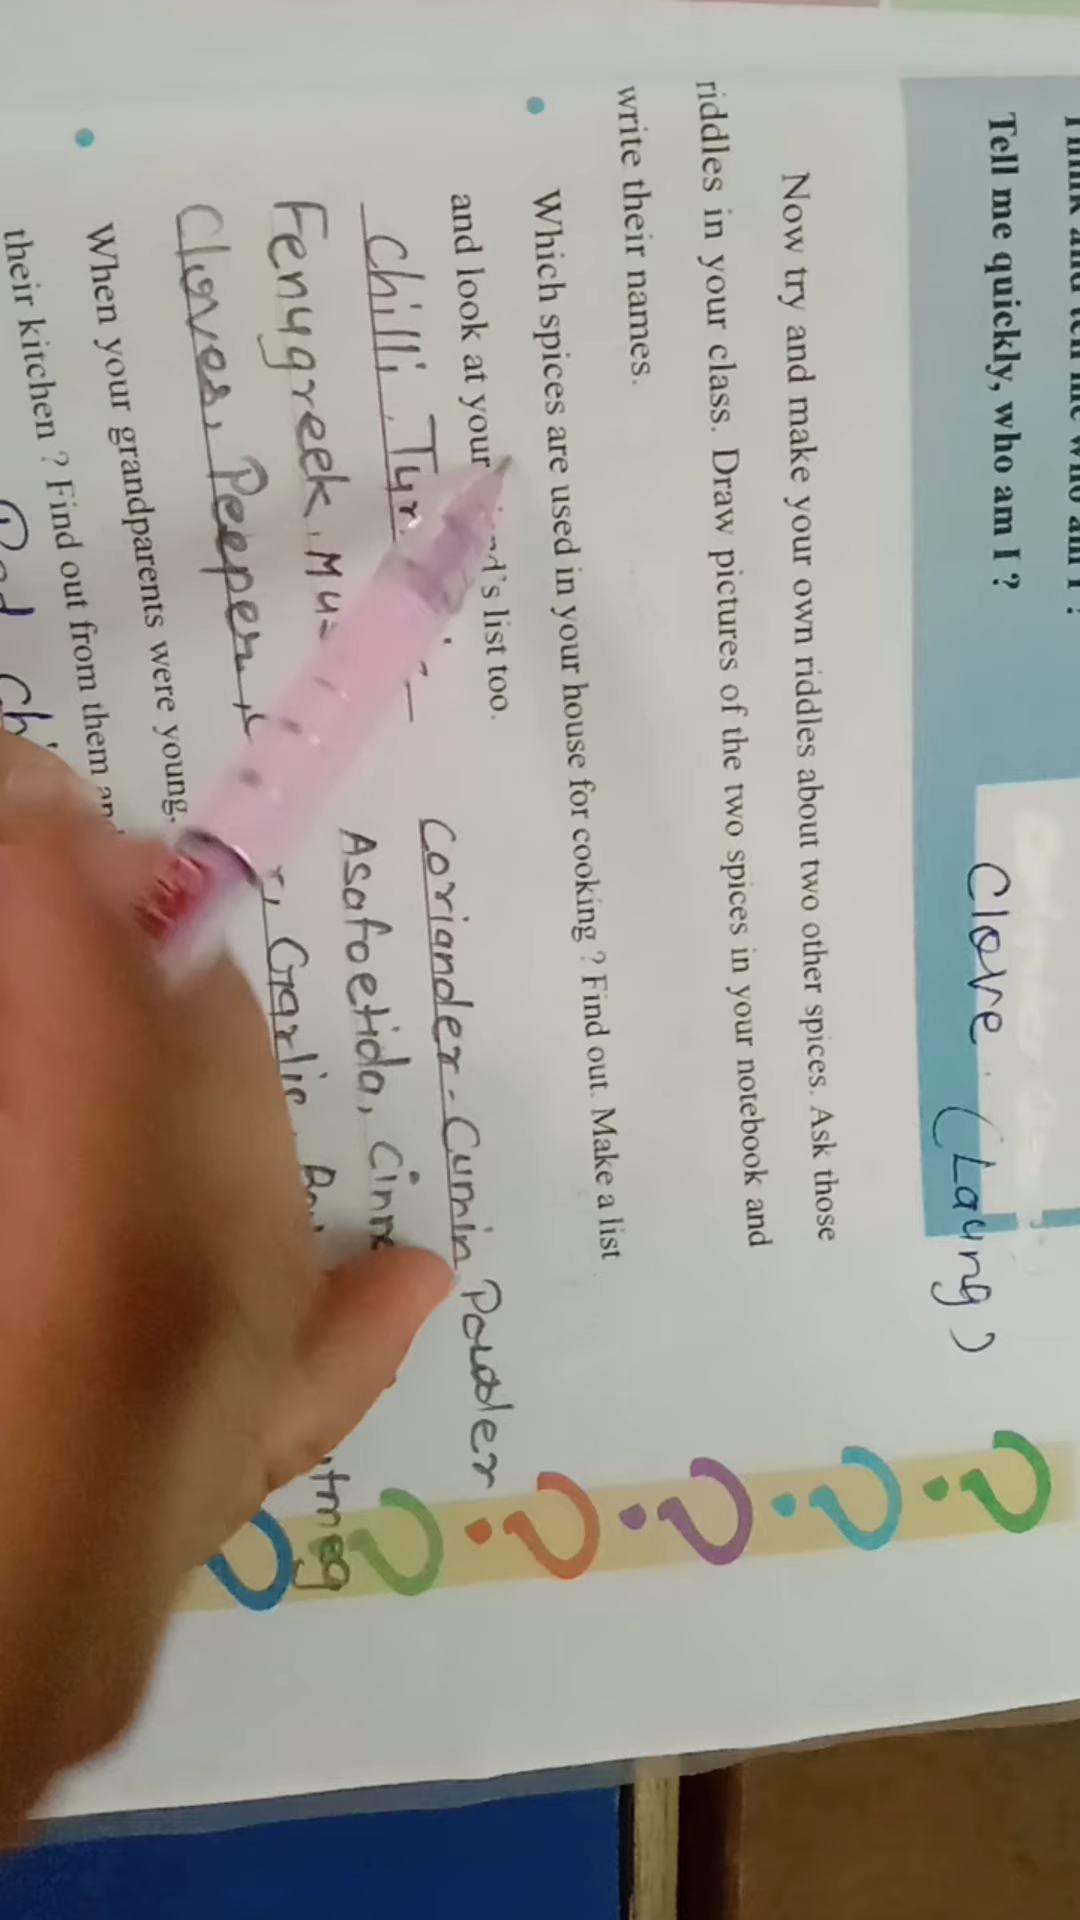 Tell me quickly, who am I ?
Clove. (Laung)
Now try and make your own riddles about two other spices. Ask those
riddles in your class. Draw pictures of the two spices in your notebook and
write their names.
• Which spices are used in your house for cooking ? Find out. Make a list
and look at your list too.
Chilli, Coriander-Cumin Powder
Fenugreek, Asafoetida,
Cloves, Peeper, Garlic,
• When your grandparents were young,
their kitchen ? Find out from them